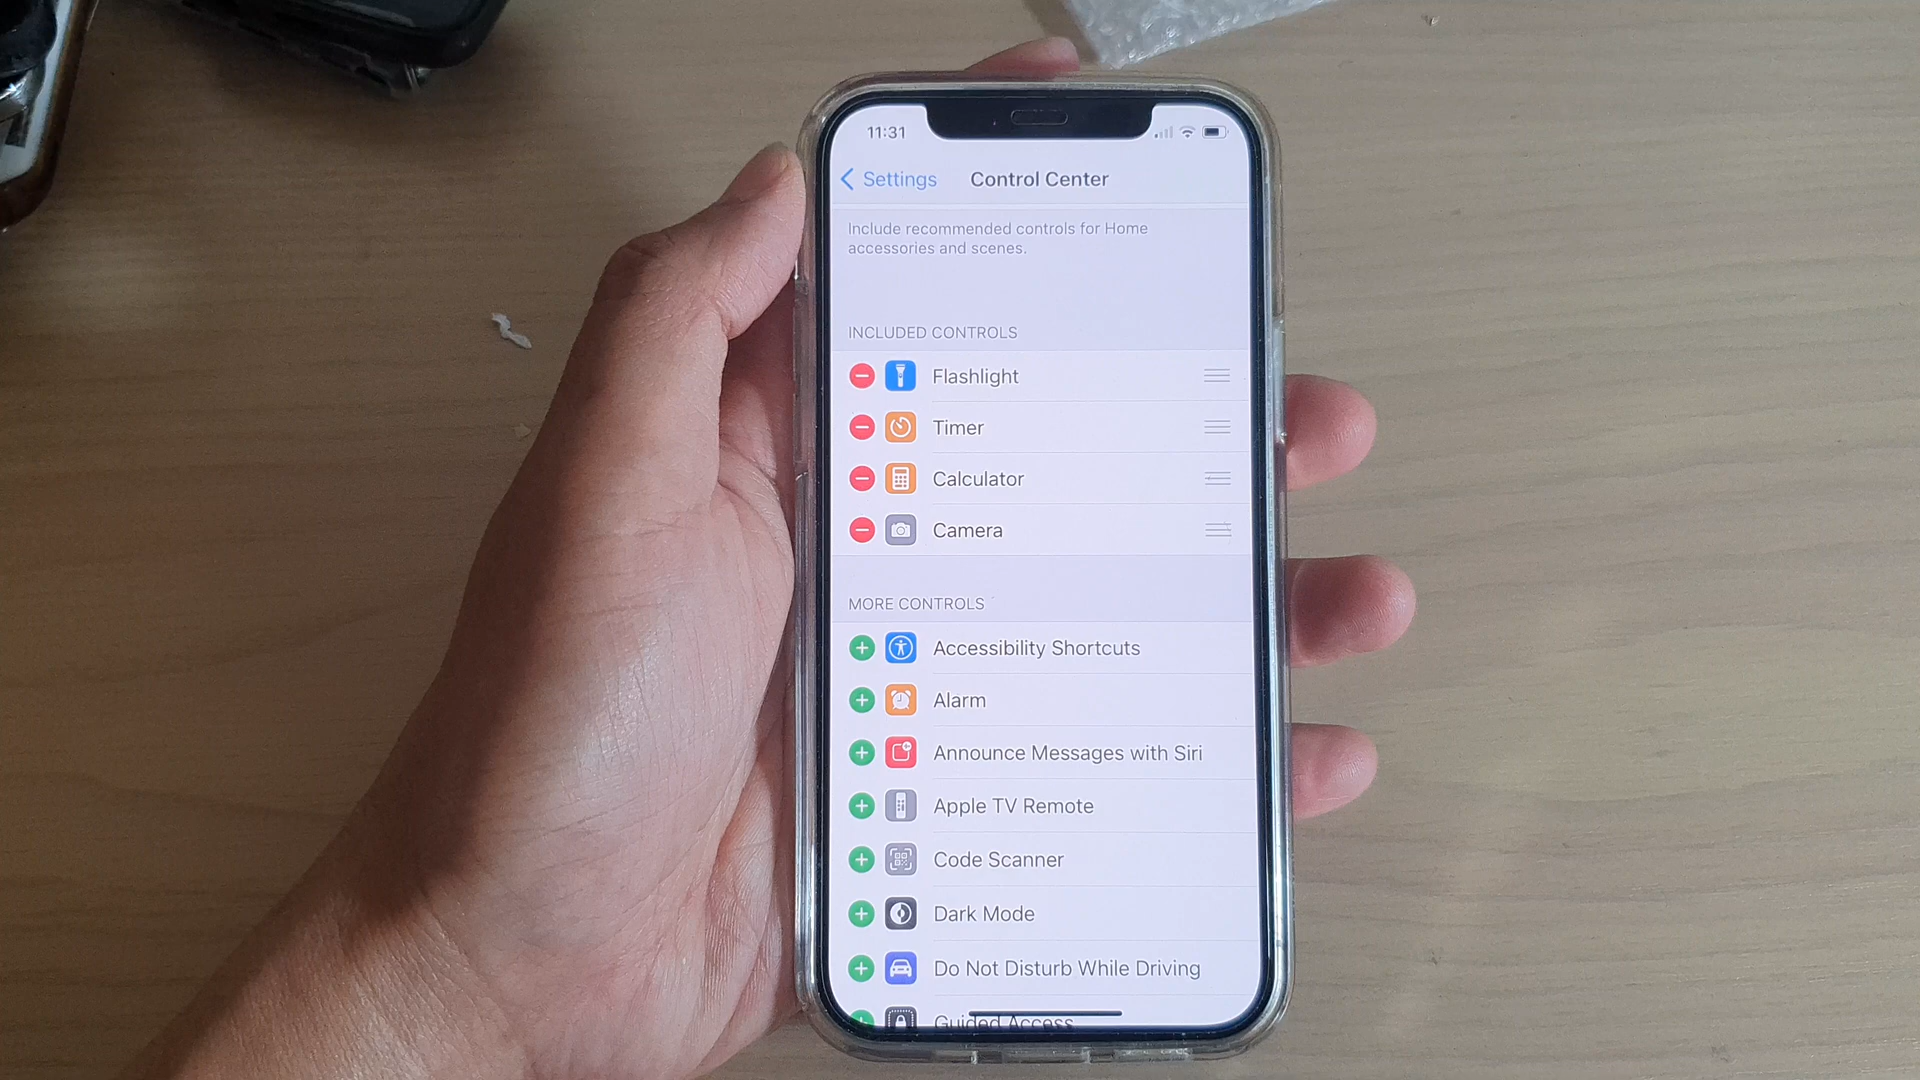 11:31
Settings
Control Center
Include recommended controls for Home
accessories and scenes.
INCLUDED CONTROLS
Flashlight
Timer
Calculator
Camera
MORE CONTROLS
Accessibility Shortcuts
Alarm
Announce Messages with Siri
Apple TV Remote
Code Scanner
Dark Mode
Do Not Disturb While Driving
Guided Access